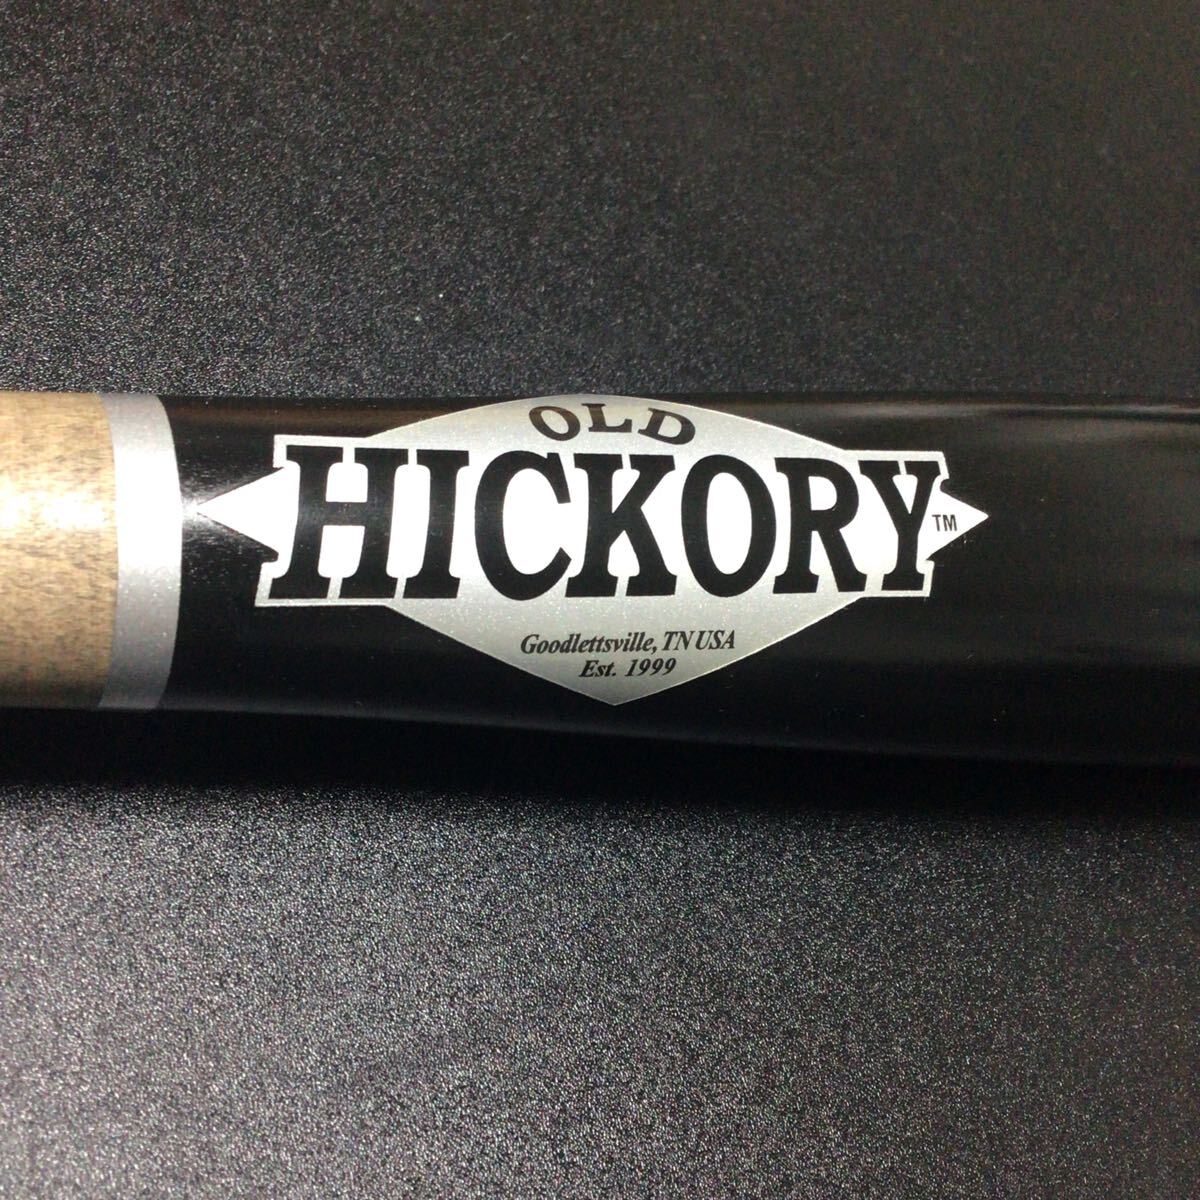 OLD
HICKORY™
Goodlettsville, TN USA
Est. 1999